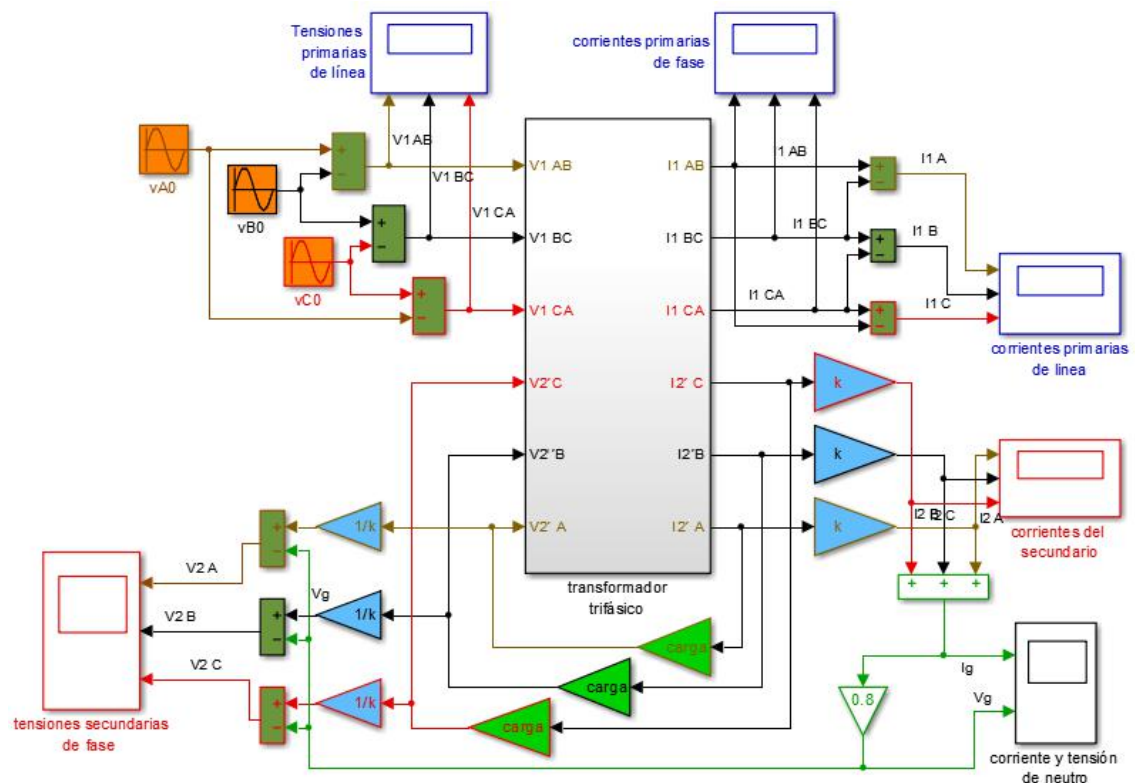 Tensiones
primarias
de línea
corrientes primarias
de fase
vA0
+
−
V1 AB
V1 BC
V1 CA
vB0
+
−
vC0
+
−
V1 AB
V1 BC
V1 CA
V2' C
V2''B
V2' A
I1 AB
I1 BC
I1 CA
I2' C
I2'B
I2' A
transformador
trifásico
1 AB
I1 BC
I1 CA
+
−
+
−
+
−
I1 A
I1 B
I1 C
corrientes primarias
de linea
k
k
k
I2 B
I2 C
I2 A
corrientes del
secundario
+ + +
1/k
1/k
1/k
+
−
+
−
+
−
V2 A
V2 B
V2 C
Vg
tensiones secundarias
de fase
carga
carga
carga
0.8
Ig
Vg
corriente y tensión
de neutro